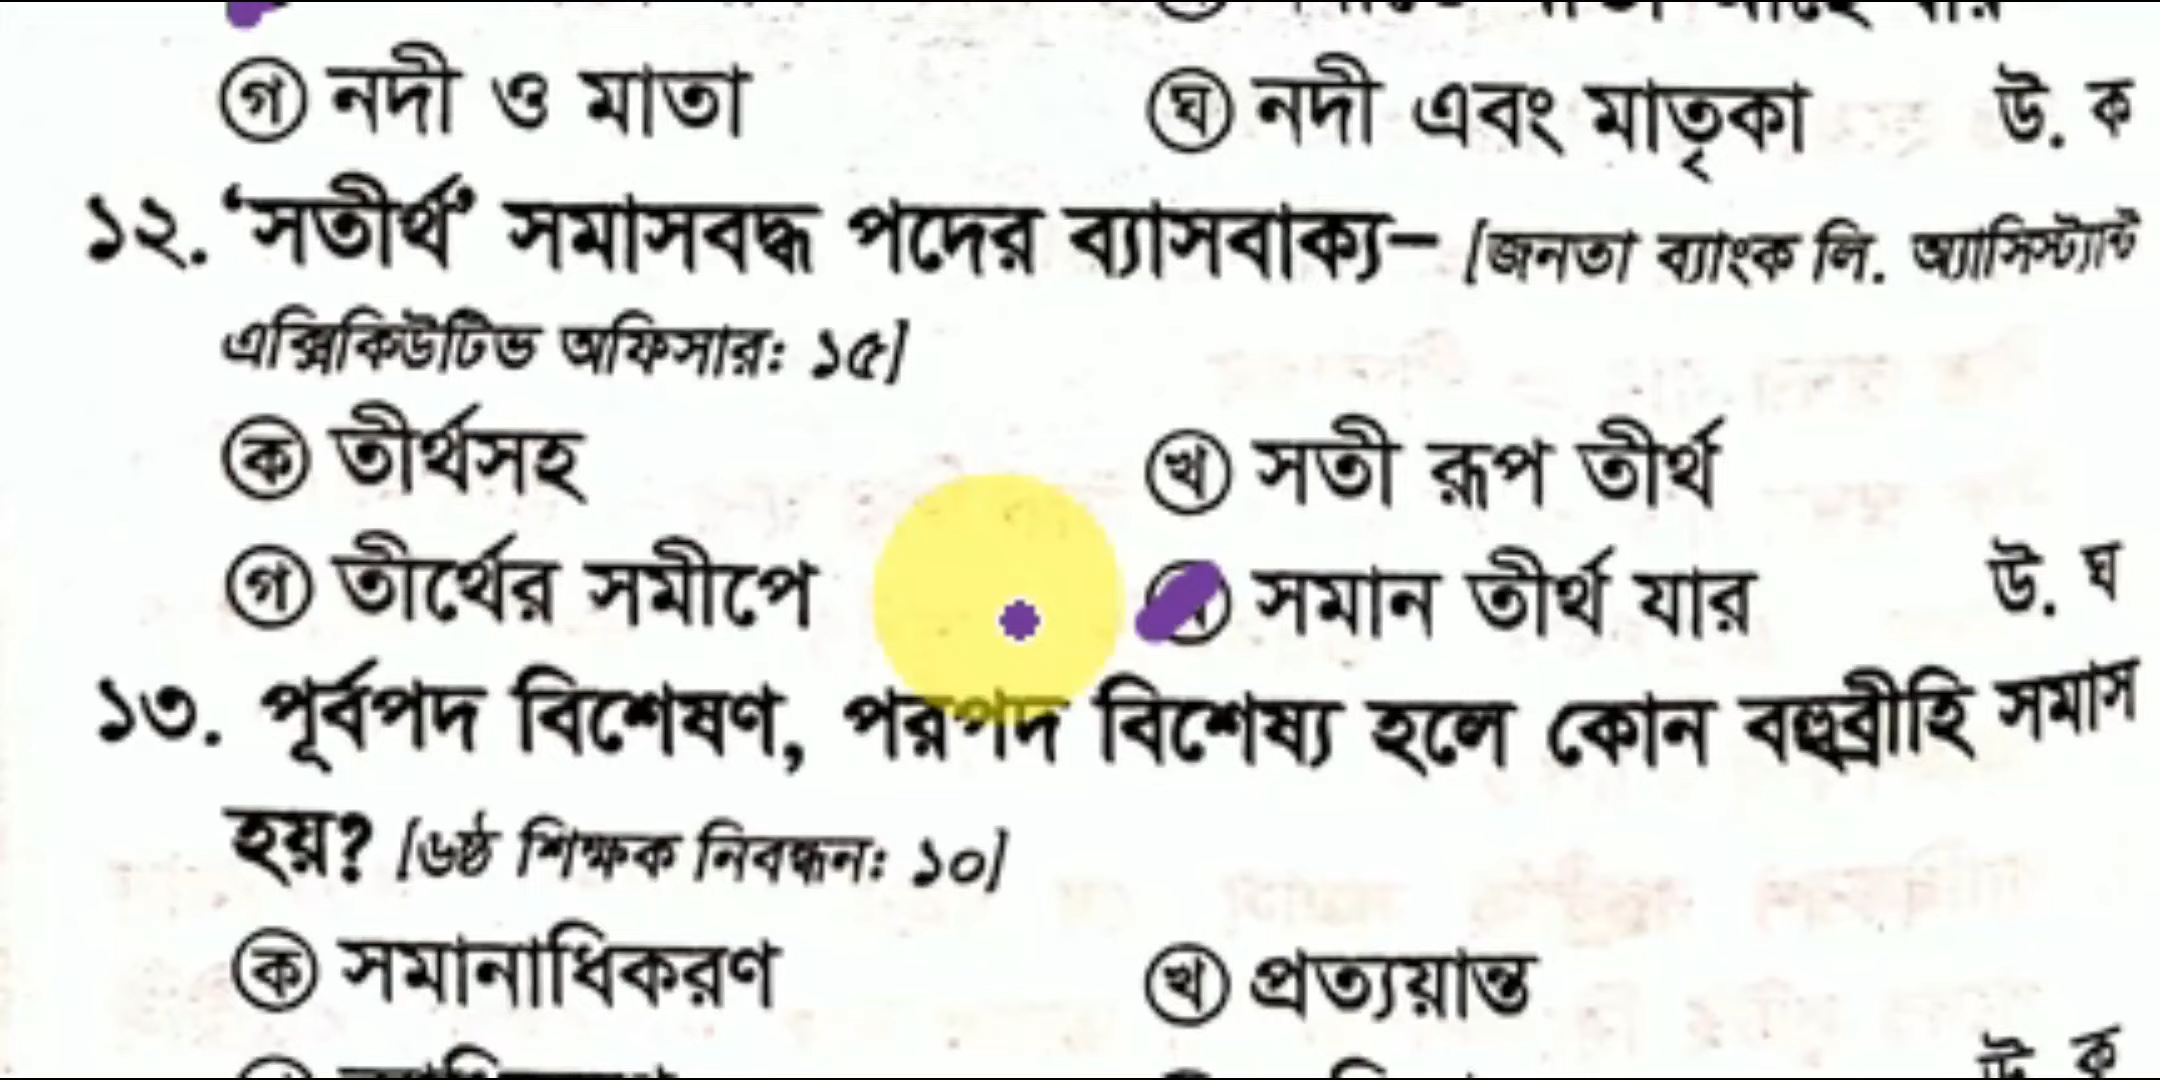 গ নদী ও মাতা ঘ নদী এবং মাতৃকা উ. ক
১২. ‘সতীর্থ’ সমাসবদ্ধ পদের ব্যাসবাক্য– [জনতা ব্যাংক লি. অ্যাসিস্ট্যান্ট
এক্সিকিউটিভ অফিসার: ১৫]
ক তীর্থসহ খ সতী রূপ তীর্থ
গ তীর্থের সমীপে সমান তীর্থ যার উ. ঘ
১৩. পূর্বপদ বিশেষণ, পরপদ বিশেষ্য হলে কোন বহুব্রীহি সমাস
হয়? [৬ষ্ঠ শিক্ষক নিবন্ধন: ১০]
ক সমানাধিকরণ খ প্রত্যয়ান্ত
উ ক